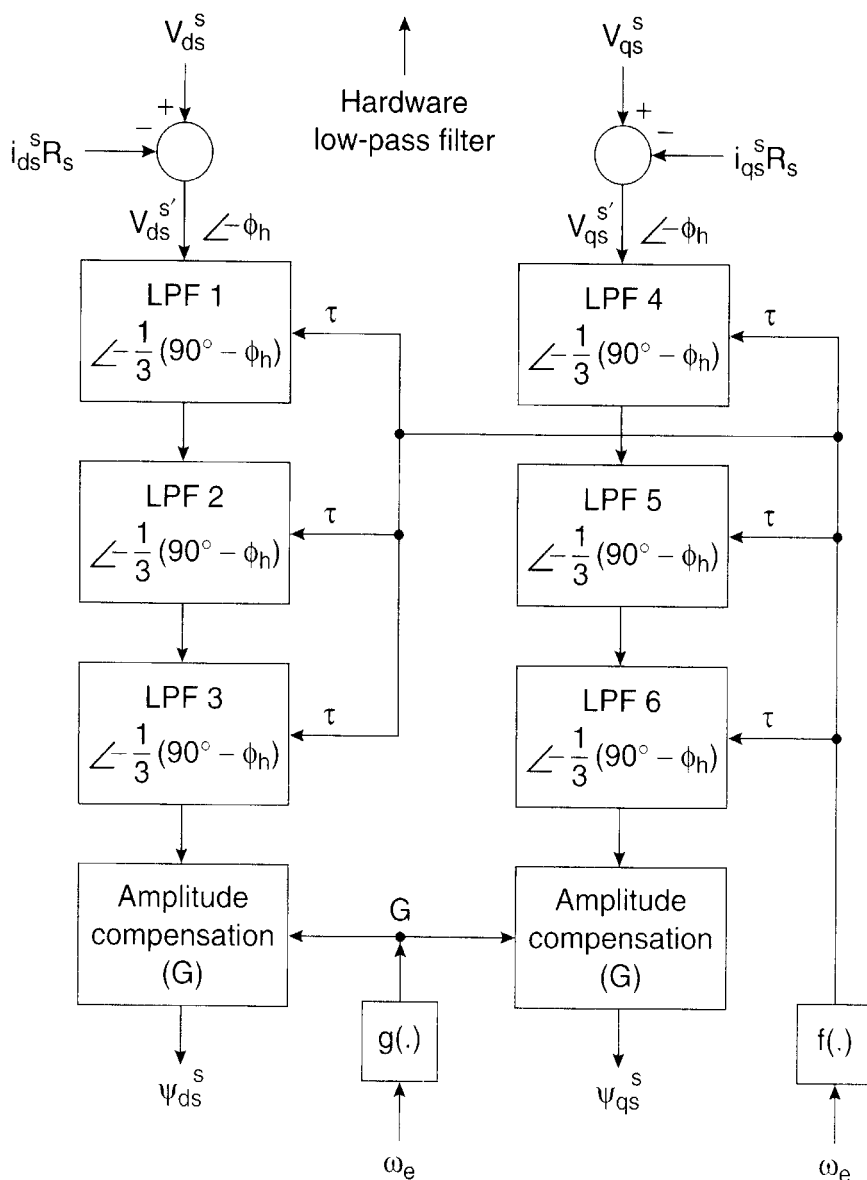 V_ds^s
Hardware
low-pass filter
V_qs^s
+
−
i_ds^s R_s
+
−
i_qs^s R_s
V_ds^s′ ∠−ϕ_h
V_qs^s′ ∠−ϕ_h
LPF 1
∠−1/3 (90° − ϕ_h)
τ
LPF 4
∠−1/3 (90° − ϕ_h)
τ
LPF 2
∠−1/3 (90° − ϕ_h)
τ
LPF 5
∠−1/3 (90° − ϕ_h)
τ
LPF 3
∠−1/3 (90° − ϕ_h)
τ
LPF 6
∠−1/3 (90° − ϕ_h)
τ
Amplitude
compensation
(G)
G
Amplitude
compensation
(G)
g(.)
f(.)
ψ_ds^s
ψ_qs^s
ω_e
ω_e